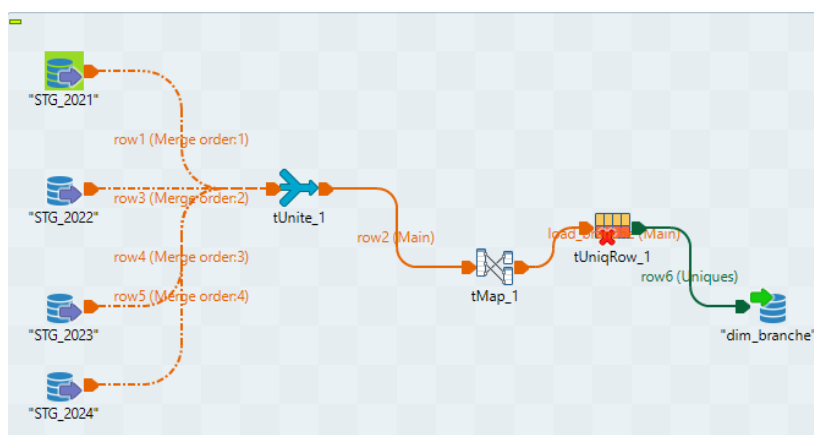 "STG_2021"
row1 (Merge order:1)
"STG_2022"
row3 (Merge order:2)
tUnite_1
row2 (Main)
(Main)
tUniqRow_1
row4 (Merge order:3)
row5 (Merge order:4)
tMap_1
row6 (Uniques)
"STG_2023"
"dim_branche"
"STG_2024"